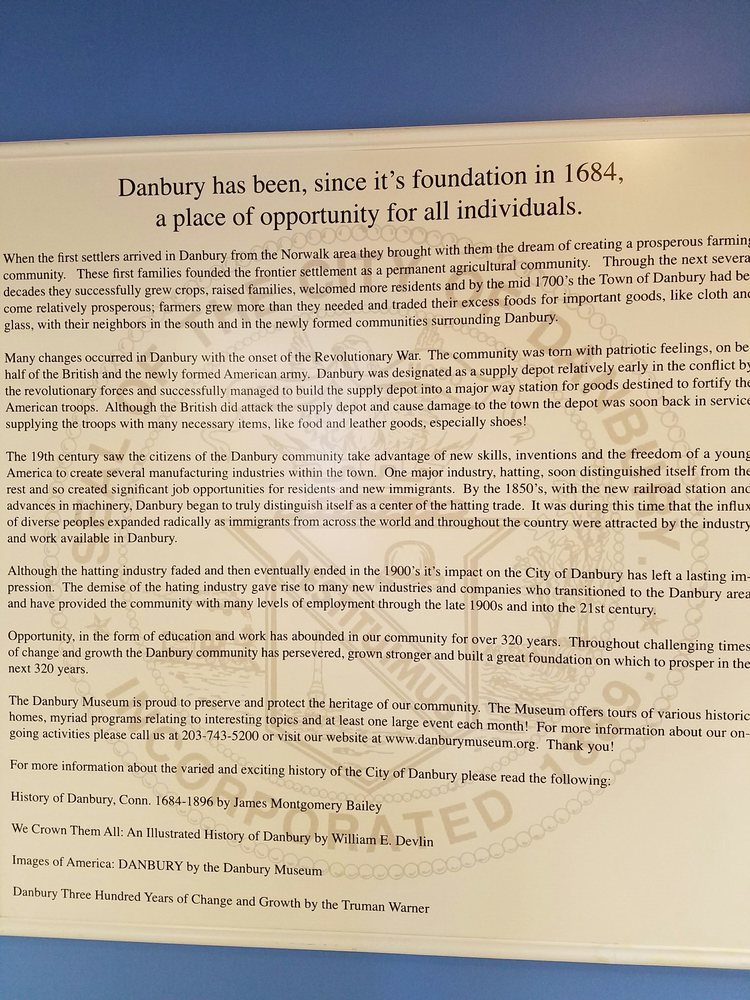 Danbury has been, since it's foundation in 1684,
a place of opportunity for all individuals.
When the first settlers arrived in Danbury from the Norwalk area they brought with them the dream of creating a prosperous farming
community. These first families founded the frontier settlement as a permanent agricultural community. Through the next severa
decades they successfully grew crops, raised families, welcomed more residents and by the mid 1700's the Town of Danbury had be
come relatively prosperous; farmers grew more than they needed and traded their excess foods for important goods, like cloth and
glass, with their neighbors in the south and in the newly formed communities surrounding Danbury.
Many changes occurred in Danbury with the onset of the Revolutionary War. The community was torn with patriotic feelings, on be
half of the British and the newly formed American army. Danbury was designated as a supply depot relatively early in the conflict by
the revolutionary forces and successfully managed to build the supply depot into a major way station for goods destined to fortify the
American troops. Although the British did attack the supply depot and cause damage to the town the depot was soon back in service
supplying the troops with many necessary items, like food and leather goods, especially shoes!
The 19th century saw the citizens of the Danbury community take advantage of new skills, inventions and the freedom of a young
America to create several manufacturing industries within the town. One major industry, hatting, soon distinguished itself from the
rest and so created significant job opportunities for residents and new immigrants. By the 1850's, with the new railroad station and
advances in machinery, Danbury began to truly distinguish itself as a center of the hatting trade. It was during this time that the influx
of diverse peoples expanded radically as immigrants from across the world and throughout the country were attracted by the industry
and work available in Danbury.
Although the hatting industry faded and then eventually ended in the 1900's it's impact on the City of Danbury has left a lasting im-
pression. The demise of the hating industry gave rise to many new industries and companies who transitioned to the Danbury area
and have provided the community with many levels of employment through the late 1900s and into the 21st century.
Opportunity, in the form of education and work has abounded in our community for over 320 years. Throughout challenging times
of change and growth the Danbury community has persevered, grown stronger and built a great foundation on which to prosper in the
next 320 years.
The Danbury Museum is proud to preserve and protect the heritage of our community. The Museum offers tours of various historic
homes, myriad programs relating to interesting topics and at least one large event each month! For more information about our on-
going activities please call us at 203-743-5200 or visit our website at www.danburymuseum.org. Thank you!
For more information about the varied and exciting history of the City of Danbury please read the following:
History of Danbury, Conn. 1684-1896 by James Montgomery Bailey
We Crown Them All: An Illustrated History of Danbury by William E. Devlin
Images of America: DANBURY by the Danbury Museum
Danbury Three Hundred Years of Change and Growth by the Truman Warner
INCORPORATED